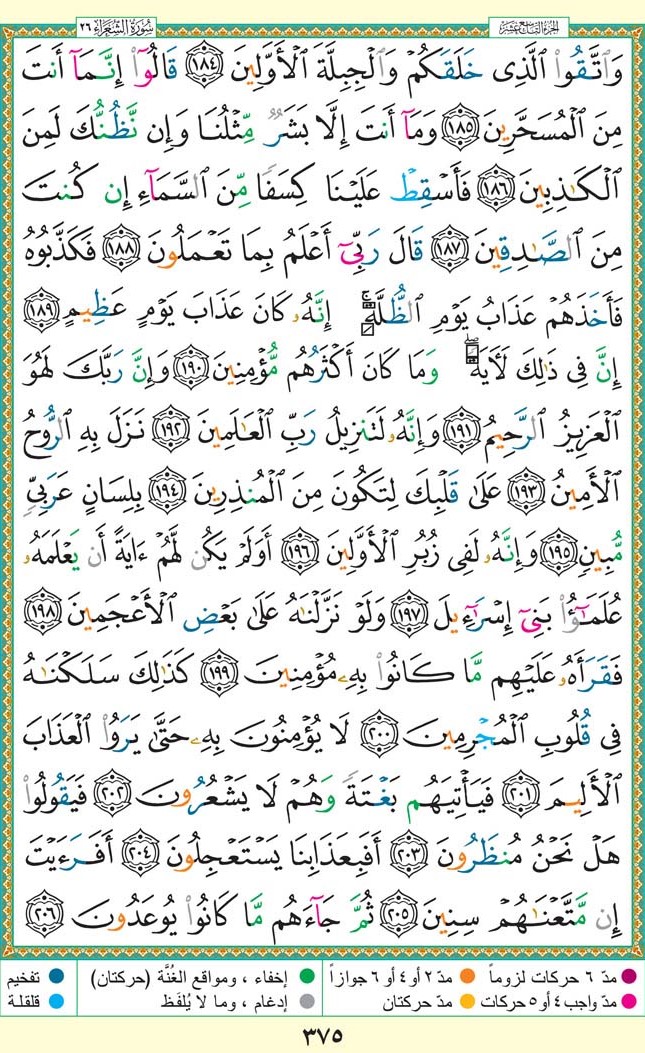 الجزء التاسع عشر
سُورَةُ الشُّعَرَاء ٢٦
وَٱتَّقُوا۟ ٱلَّذِى خَلَقَكُمْ وَٱلْجِبِلَّةَ ٱلْأَوَّلِينَ ١٨٤ قَالُوٓا۟ إِنَّمَآ أَنتَ
مِنَ ٱلْمُسَحَّرِينَ ١٨٥ وَمَآ أَنتَ إِلَّا بَشَرٌ مِّثْلُنَا وَإِن نَّظُنُّكَ لَمِنَ
ٱلْكَٰذِبِينَ ١٨٦ فَأَسْقِطْ عَلَيْنَا كِسَفًا مِّنَ ٱلسَّمَآءِ إِن كُنتَ
مِنَ ٱلصَّٰدِقِينَ ١٨٧ قَالَ رَبِّىٓ أَعْلَمُ بِمَا تَعْمَلُونَ ١٨٨ فَكَذَّبُوهُ
فَأَخَذَهُمْ عَذَابُ يَوْمِ ٱلظُّلَّةِ ۚ إِنَّهُۥ كَانَ عَذَابَ يَوْمٍ عَظِيمٍ ١٨٩
إِنَّ فِى ذَٰلِكَ لَءَايَةً ۖ وَمَا كَانَ أَكْثَرُهُم مُّؤْمِنِينَ ١٩٠ وَإِنَّ رَبَّكَ لَهُوَ
ٱلْعَزِيزُ ٱلرَّحِيمُ ١٩١ وَإِنَّهُۥ لَتَنزِيلُ رَبِّ ٱلْعَٰلَمِينَ ١٩٢ نَزَلَ بِهِ ٱلرُّوحُ
ٱلْأَمِينُ ١٩٣ عَلَىٰ قَلْبِكَ لِتَكُونَ مِنَ ٱلْمُنذِرِينَ ١٩٤ بِلِسَانٍ عَرَبِىٍّ
مُّبِينٍ ١٩٥ وَإِنَّهُۥ لَفِى زُبُرِ ٱلْأَوَّلِينَ ١٩٦ أَوَلَمْ يَكُن لَّهُمْ ءَايَةً أَن يَعْلَمَهُۥ
عُلَمَٰٓؤُا۟ بَنِىٓ إِسْرَٰٓءِيلَ ١٩٧ وَلَوْ نَزَّلْنَٰهُ عَلَىٰ بَعْضِ ٱلْأَعْجَمِينَ ١٩٨
فَقَرَأَهُۥ عَلَيْهِم مَّا كَانُوا۟ بِهِۦ مُؤْمِنِينَ ١٩٩ كَذَٰلِكَ سَلَكْنَٰهُ
فِى قُلُوبِ ٱلْمُجْرِمِينَ ٢٠٠ لَا يُؤْمِنُونَ بِهِۦ حَتَّىٰ يَرَوُا۟ ٱلْعَذَابَ
ٱلْأَلِيمَ ٢٠١ فَيَأْتِيَهُم بَغْتَةً وَهُمْ لَا يَشْعُرُونَ ٢٠٢ فَيَقُولُوا۟
هَلْ نَحْنُ مُنظَرُونَ ٢٠٣ أَفَبِعَذَابِنَا يَسْتَعْجِلُونَ ٢٠٤ أَفَرَءَيْتَ
إِن مَّتَّعْنَٰهُمْ سِنِينَ ٢٠٥ ثُمَّ جَآءَهُم مَّا كَانُوا۟ يُوعَدُونَ ٢٠٦
مدّ ٦ حركات لزوماً مدّ ٢ أو ٤ أو ٦ جوازاً إخفاء ، ومواقع الغُنَّة (حركتان) تفخيم
مدّ واجب ٤ أو ٥ حركات مدّ حركتان إدغام ، وما لا يُلفَظ قلقلة
٣٧٥